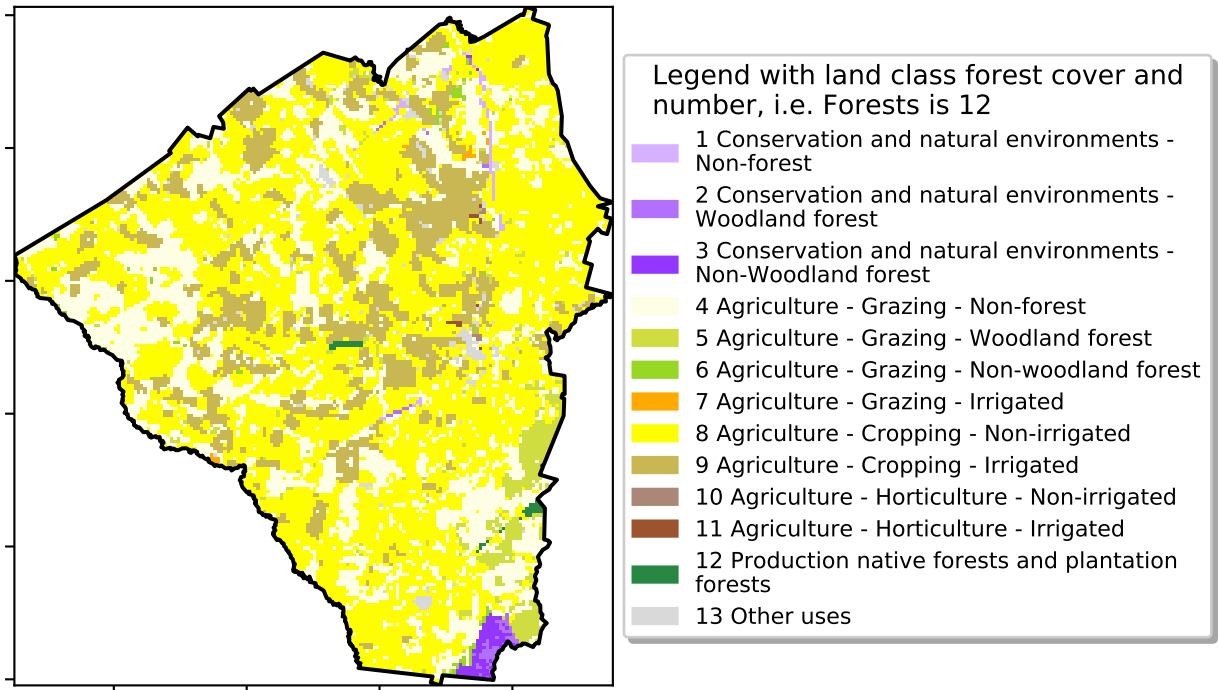 Legend with land class forest cover and
number, i.e. Forests is 12
1 Conservation and natural environments -
Non-forest
2 Conservation and natural environments -
Woodland forest
3 Conservation and natural environments -
Non-Woodland forest
4 Agriculture - Grazing - Non-forest
5 Agriculture - Grazing - Woodland forest
6 Agriculture - Grazing - Non-woodland forest
7 Agriculture - Grazing - Irrigated
8 Agriculture - Cropping - Non-irrigated
9 Agriculture - Cropping - Irrigated
10 Agriculture - Horticulture - Non-irrigated
11 Agriculture - Horticulture - Irrigated
12 Production native forests and plantation
forests
13 Other uses